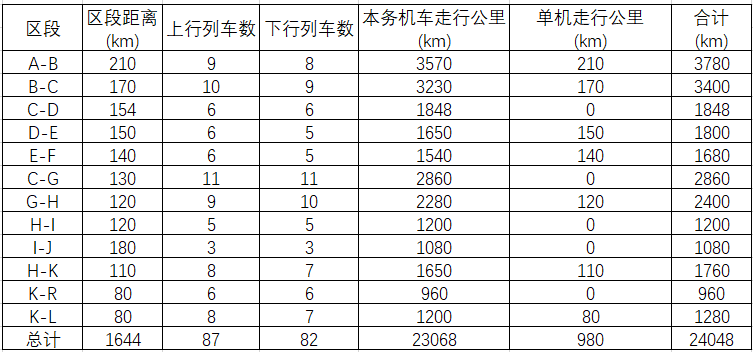 区段 区段距离(km) 上行列车数 下行列车数 本务机车走行公里(km) 单机走行公里(km) 合计(km)
A-B 210 9 8 3570 210 3780
B-C 170 10 9 3230 170 3400
C-D 154 6 6 1848 0 1848
D-E 150 6 5 1650 150 1800
E-F 140 6 5 1540 140 1680
C-G 130 11 11 2860 0 2860
G-H 120 9 10 2280 120 2400
H-I 120 5 5 1200 0 1200
I-J 180 3 3 1080 0 1080
H-K 110 8 7 1650 110 1760
K-R 80 6 6 960 0 960
K-L 80 8 7 1200 80 1280
总计 1644 87 82 23068 980 24048